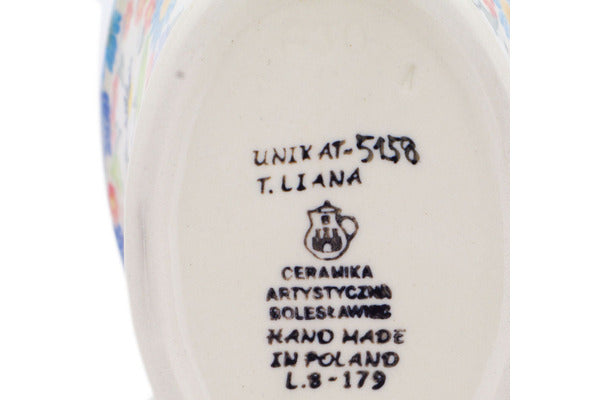 UNIKAT-5158
T. LIANA
CERAMIKA
ARTYSTYCZNA
BOLESŁAWIEC
HAND MADE
IN POLAND
L.8-179